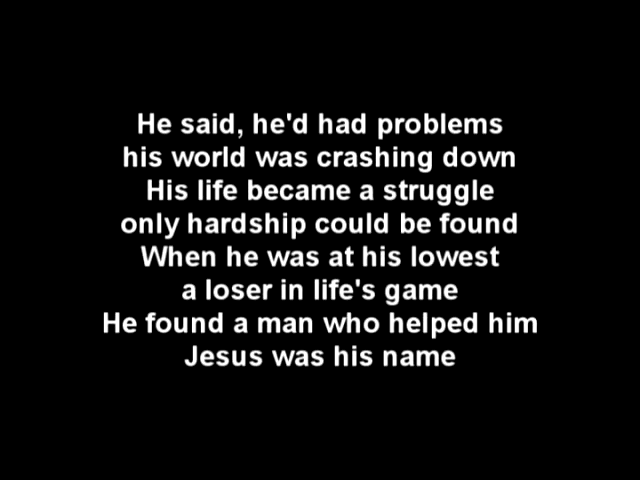 He said, he'd had problems
his world was crashing down
His life became a struggle
only hardship could be found
When he was at his lowest
a loser in life's game
He found a man who helped him
Jesus was his name